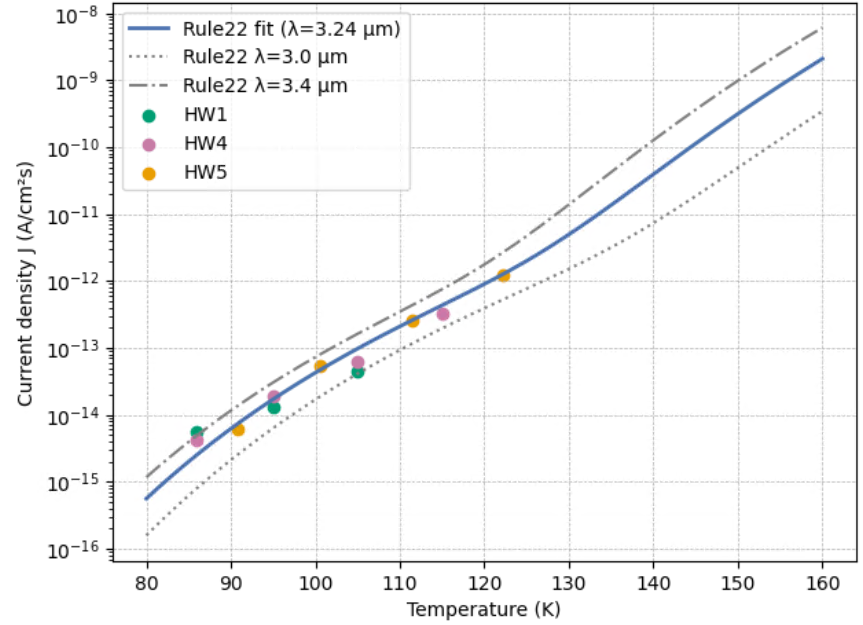 Rule22 fit (λ=3.24 μm)
Rule22 λ=3.0 μm
Rule22 λ=3.4 μm
HW1
HW4
HW5
Current density J (A/cm²s)
10⁻⁸
10⁻⁹
10⁻¹⁰
10⁻¹¹
10⁻¹²
10⁻¹³
10⁻¹⁴
10⁻¹⁵
10⁻¹⁶
80 90 100 110 120 130 140 150 160
Temperature (K)